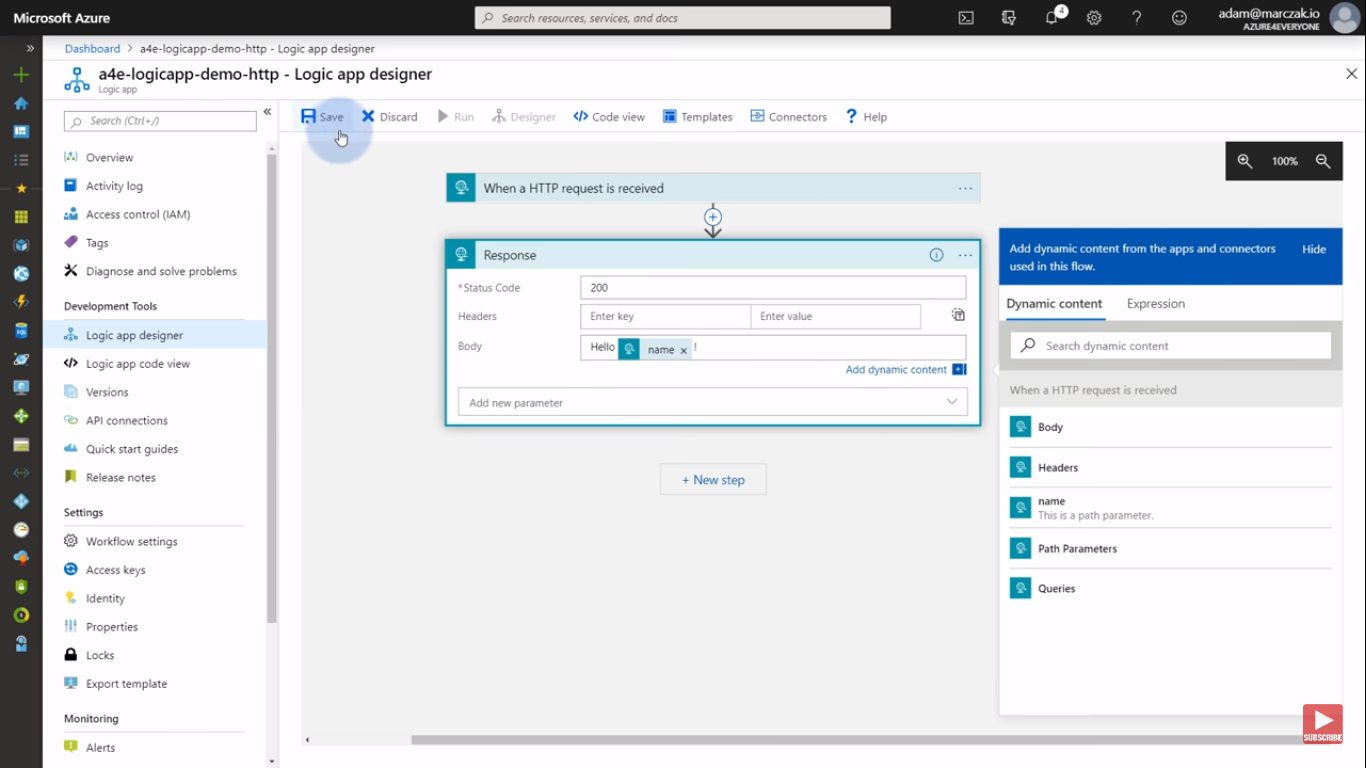 Microsoft Azure
Search resources, services, and docs
4
adam@marczak.io
AZURE4EVERYONE
Dashboard > a4e-logicapp-demo-http - Logic app designer
a4e-logicapp-demo-http - Logic app designer
Logic app
Search (Ctrl+/)
Overview
Activity log
Access control (IAM)
Tags
Diagnose and solve problems
Development Tools
Logic app designer
Logic app code view
Versions
API connections
Quick start guides
Release notes
Settings
Workflow settings
Access keys
Identity
Properties
Locks
Export template
Monitoring
Alerts
Save
Discard
Run
Designer
Code view
Templates
Connectors
Help
100%
When a HTTP request is received
Response
*Status Code
200
Headers
Enter key
Enter value
Body
Hello name × !
Add dynamic content
Add new parameter
+ New step
Add dynamic content from the apps and connectors
used in this flow.
Hide
Dynamic content
Expression
Search dynamic content
When a HTTP request is received
Body
Headers
name
This is a path parameter.
Path Parameters
Queries
SUBSCRIBE